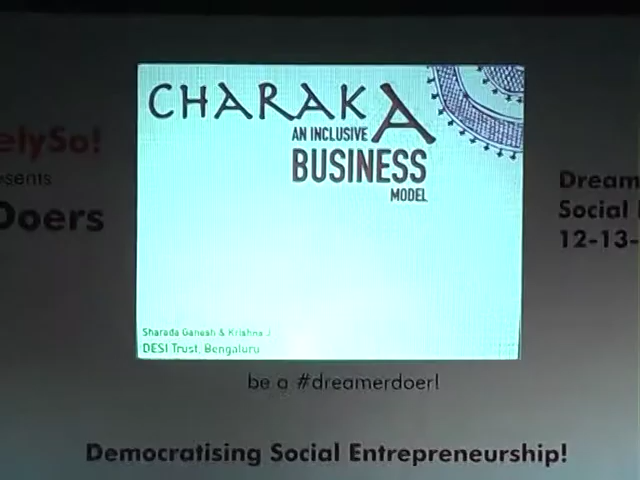 elySo!
esents
Doers
CHARAKA
AN INCLUSIVE
BUSINESS
MODEL
Sharada Ganesh & Krishna J
DESI Trust, Bengaluru
Dream
Social
12-13-
be a #dreamerdoer!
Democratising Social Entrepreneurship!